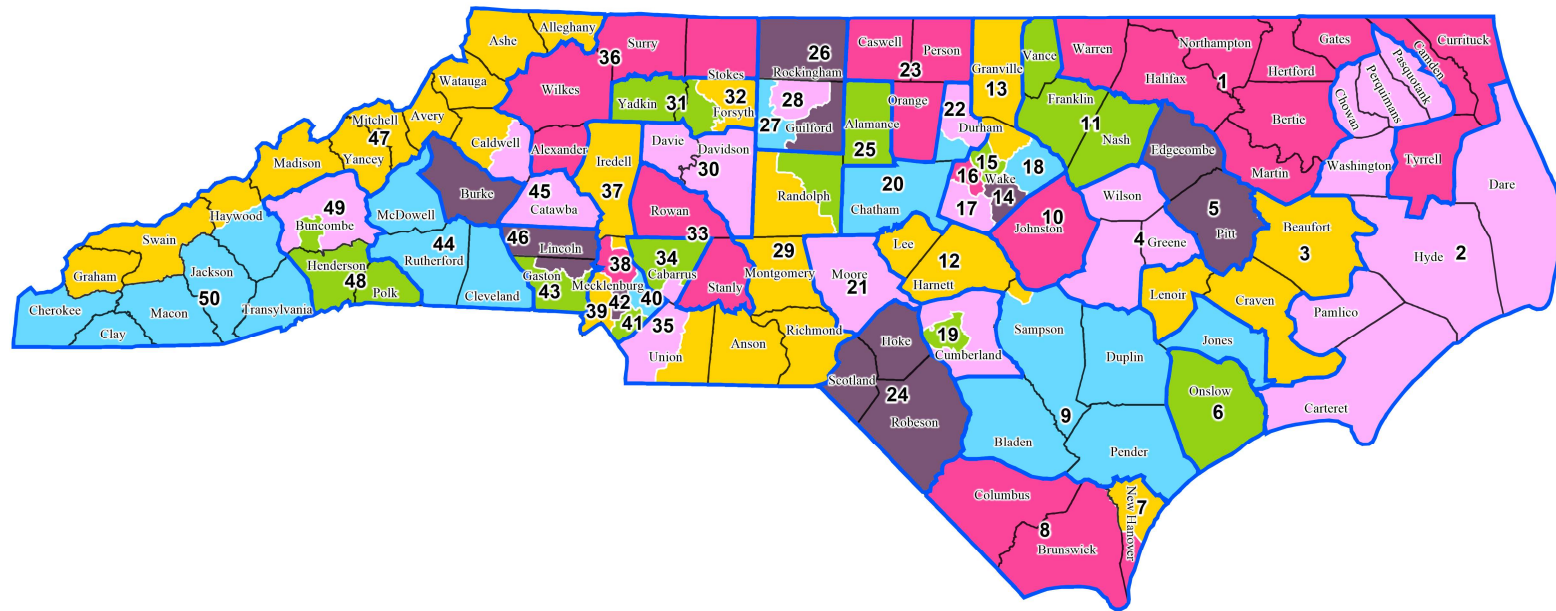 Alleghany
Ashe
Surry
36
Stokes
26
Rockingham
Caswell
Person
23
Granville
13
Vance
Warren
Northampton
Halifax
1
Gates
Hertford
Camden
Currituck
Pasquotank
Perquimans
Chowan
Watauga
Wilkes
Yadkin
31
32
Forsyth
28
27
Guilford
Alamance
25
Orange
22
Durham
Franklin
11
Nash
Edgecombe
Bertie
Martin
Washington
Tyrrell
Dare
Mitchell
47
Avery
Yancey
Caldwell
Alexander
Iredell
37
Davie
Davidson
30
Randolph
20
Chatham
15
16
Wake
18
14
17
Wilson
Madison
Burke
45
Catawba
Rowan
33
Haywood
49
Buncombe
McDowell
Swain
Graham
Jackson
50
Macon
Cherokee
Clay
Transylvania
Henderson
48
Polk
44
Rutherford
Cleveland
46
Lincoln
Gaston
43
38
Mecklenburg
42
39
40
41
34
Cabarrus
Stanly
35
Union
29
Montgomery
Anson
Richmond
Moore
21
Lee
12
Harnett
Johnston
10
4
Greene
5
Pitt
Beaufort
3
Hyde
2
Lenoir
Craven
Pamlico
Jones
Carteret
Onslow
6
Hoke
Scotland
24
Robeson
19
Cumberland
Sampson
Duplin
9
Bladen
Pender
Columbus
8
Brunswick
New Hanover
7